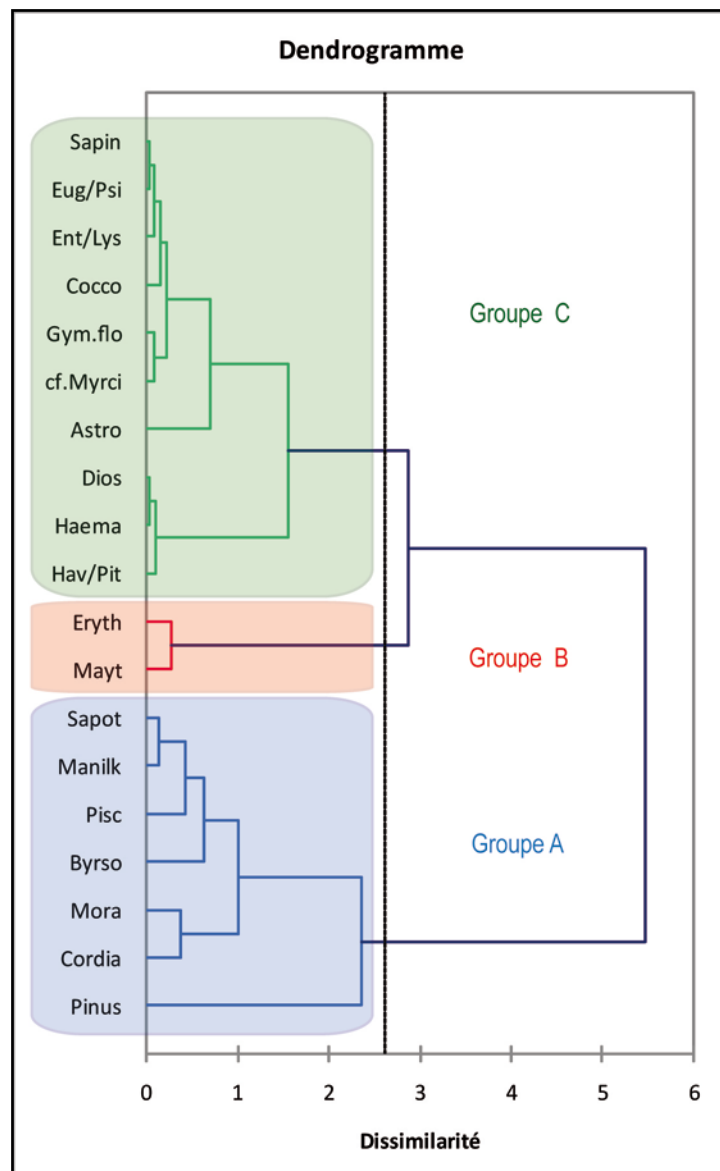 Dendrogramme
Sapin
Eug/Psi
Ent/Lys
Cocco
Gym.flo
cf.Myrci
Astro
Dios
Haema
Hav/Pit
Groupe C
Eryth
Mayt
Groupe B
Sapot
Manilk
Pisc
Byrso
Mora
Cordia
Pinus
Groupe A
0 1 2 3 4 5 6
Dissimilarité